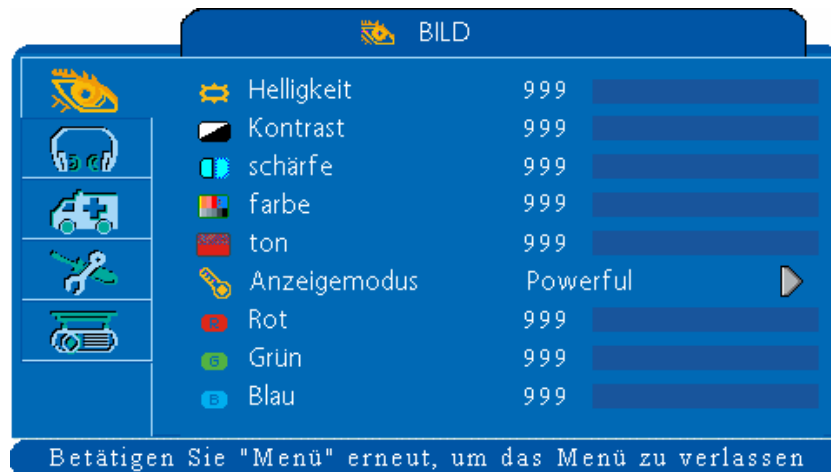 BILD
Helligkeit 999
Kontrast 999
schärfe 999
farbe 999
ton 999
Anzeigemodus Powerful
R Rot 999
G Grün 999
B Blau 999
Betätigen Sie "Menü" erneut, um das Menü zu verlassen